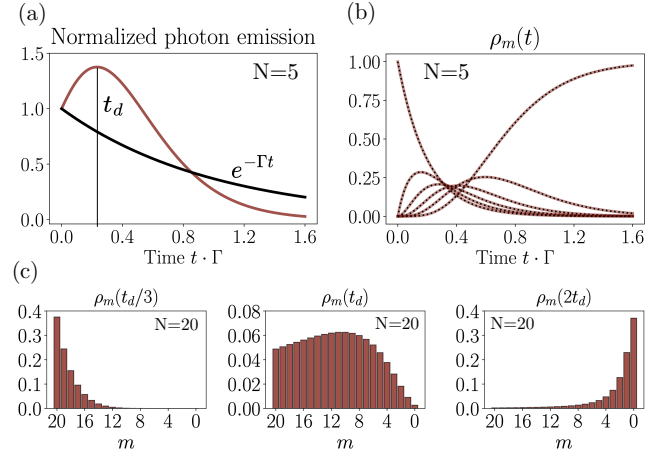 (a)
Normalized photon emission
N=5
t_d
e^{-Γt}
1.5
1.0
0.5
0.0
0.0 0.4 0.8 1.2 1.6
Time t · Γ
(b)
ρ_m(t)
N=5
1.00
0.75
0.50
0.25
0.00
0.0 0.4 0.8 1.2 1.6
Time t · Γ
(c)
ρ_m(t_d/3)
N=20
0.4
0.3
0.2
0.1
0.0
20 16 12 8 4 0
m
ρ_m(t_d)
N=20
0.08
0.06
0.04
0.02
0.00
20 16 12 8 4 0
m
ρ_m(2t_d)
N=20
0.4
0.3
0.2
0.1
0.0
20 16 12 8 4 0
m